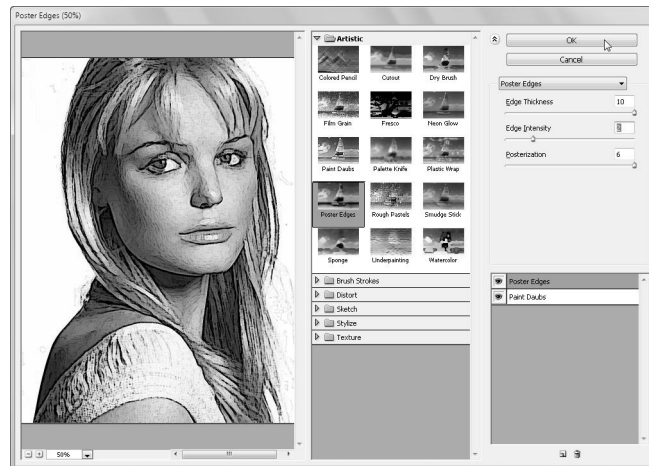 Poster Edges (50%)
Artistic
Colored Pencil Cutout Dry Brush
Film Grain Fresco Neon Glow
Paint Daubs Palette Knife Plastic Wrap
Poster Edges Rough Pastels Smudge Stick
Sponge Underpainting Watercolor
Brush Strokes
Distort
Sketch
Stylize
Texture
50%
OK
Cancel
Poster Edges
Edge Thickness 10
Edge Intensity
Posterization 6
Poster Edges
Paint Daubs